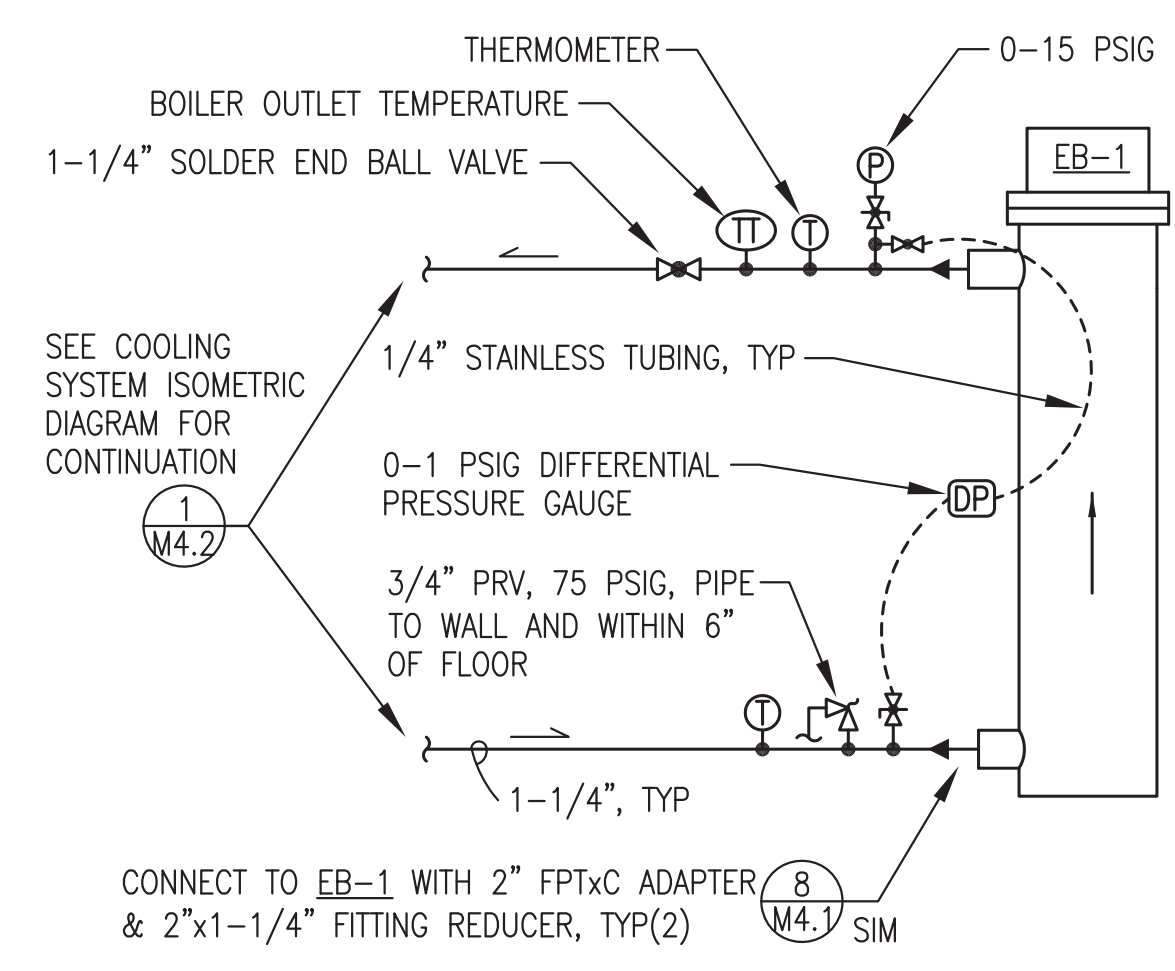 THERMOMETER
0-15 PSIG
BOILER OUTLET TEMPERATURE
1-1/4" SOLDER END BALL VALVE
EB-1
P
TT
T
SEE COOLING
SYSTEM ISOMETRIC
DIAGRAM FOR
CONTINUATION
1
M4.2
1/4" STAINLESS TUBING, TYP
0-1 PSIG DIFFERENTIAL
PRESSURE GAUGE
DP
3/4" PRV, 75 PSIG, PIPE
TO WALL AND WITHIN 6"
OF FLOOR
T
1-1/4", TYP
CONNECT TO EB-1 WITH 2" FPTxC ADAPTER
& 2"x1-1/4" FITTING REDUCER, TYP(2)
8
M4.1
SIM